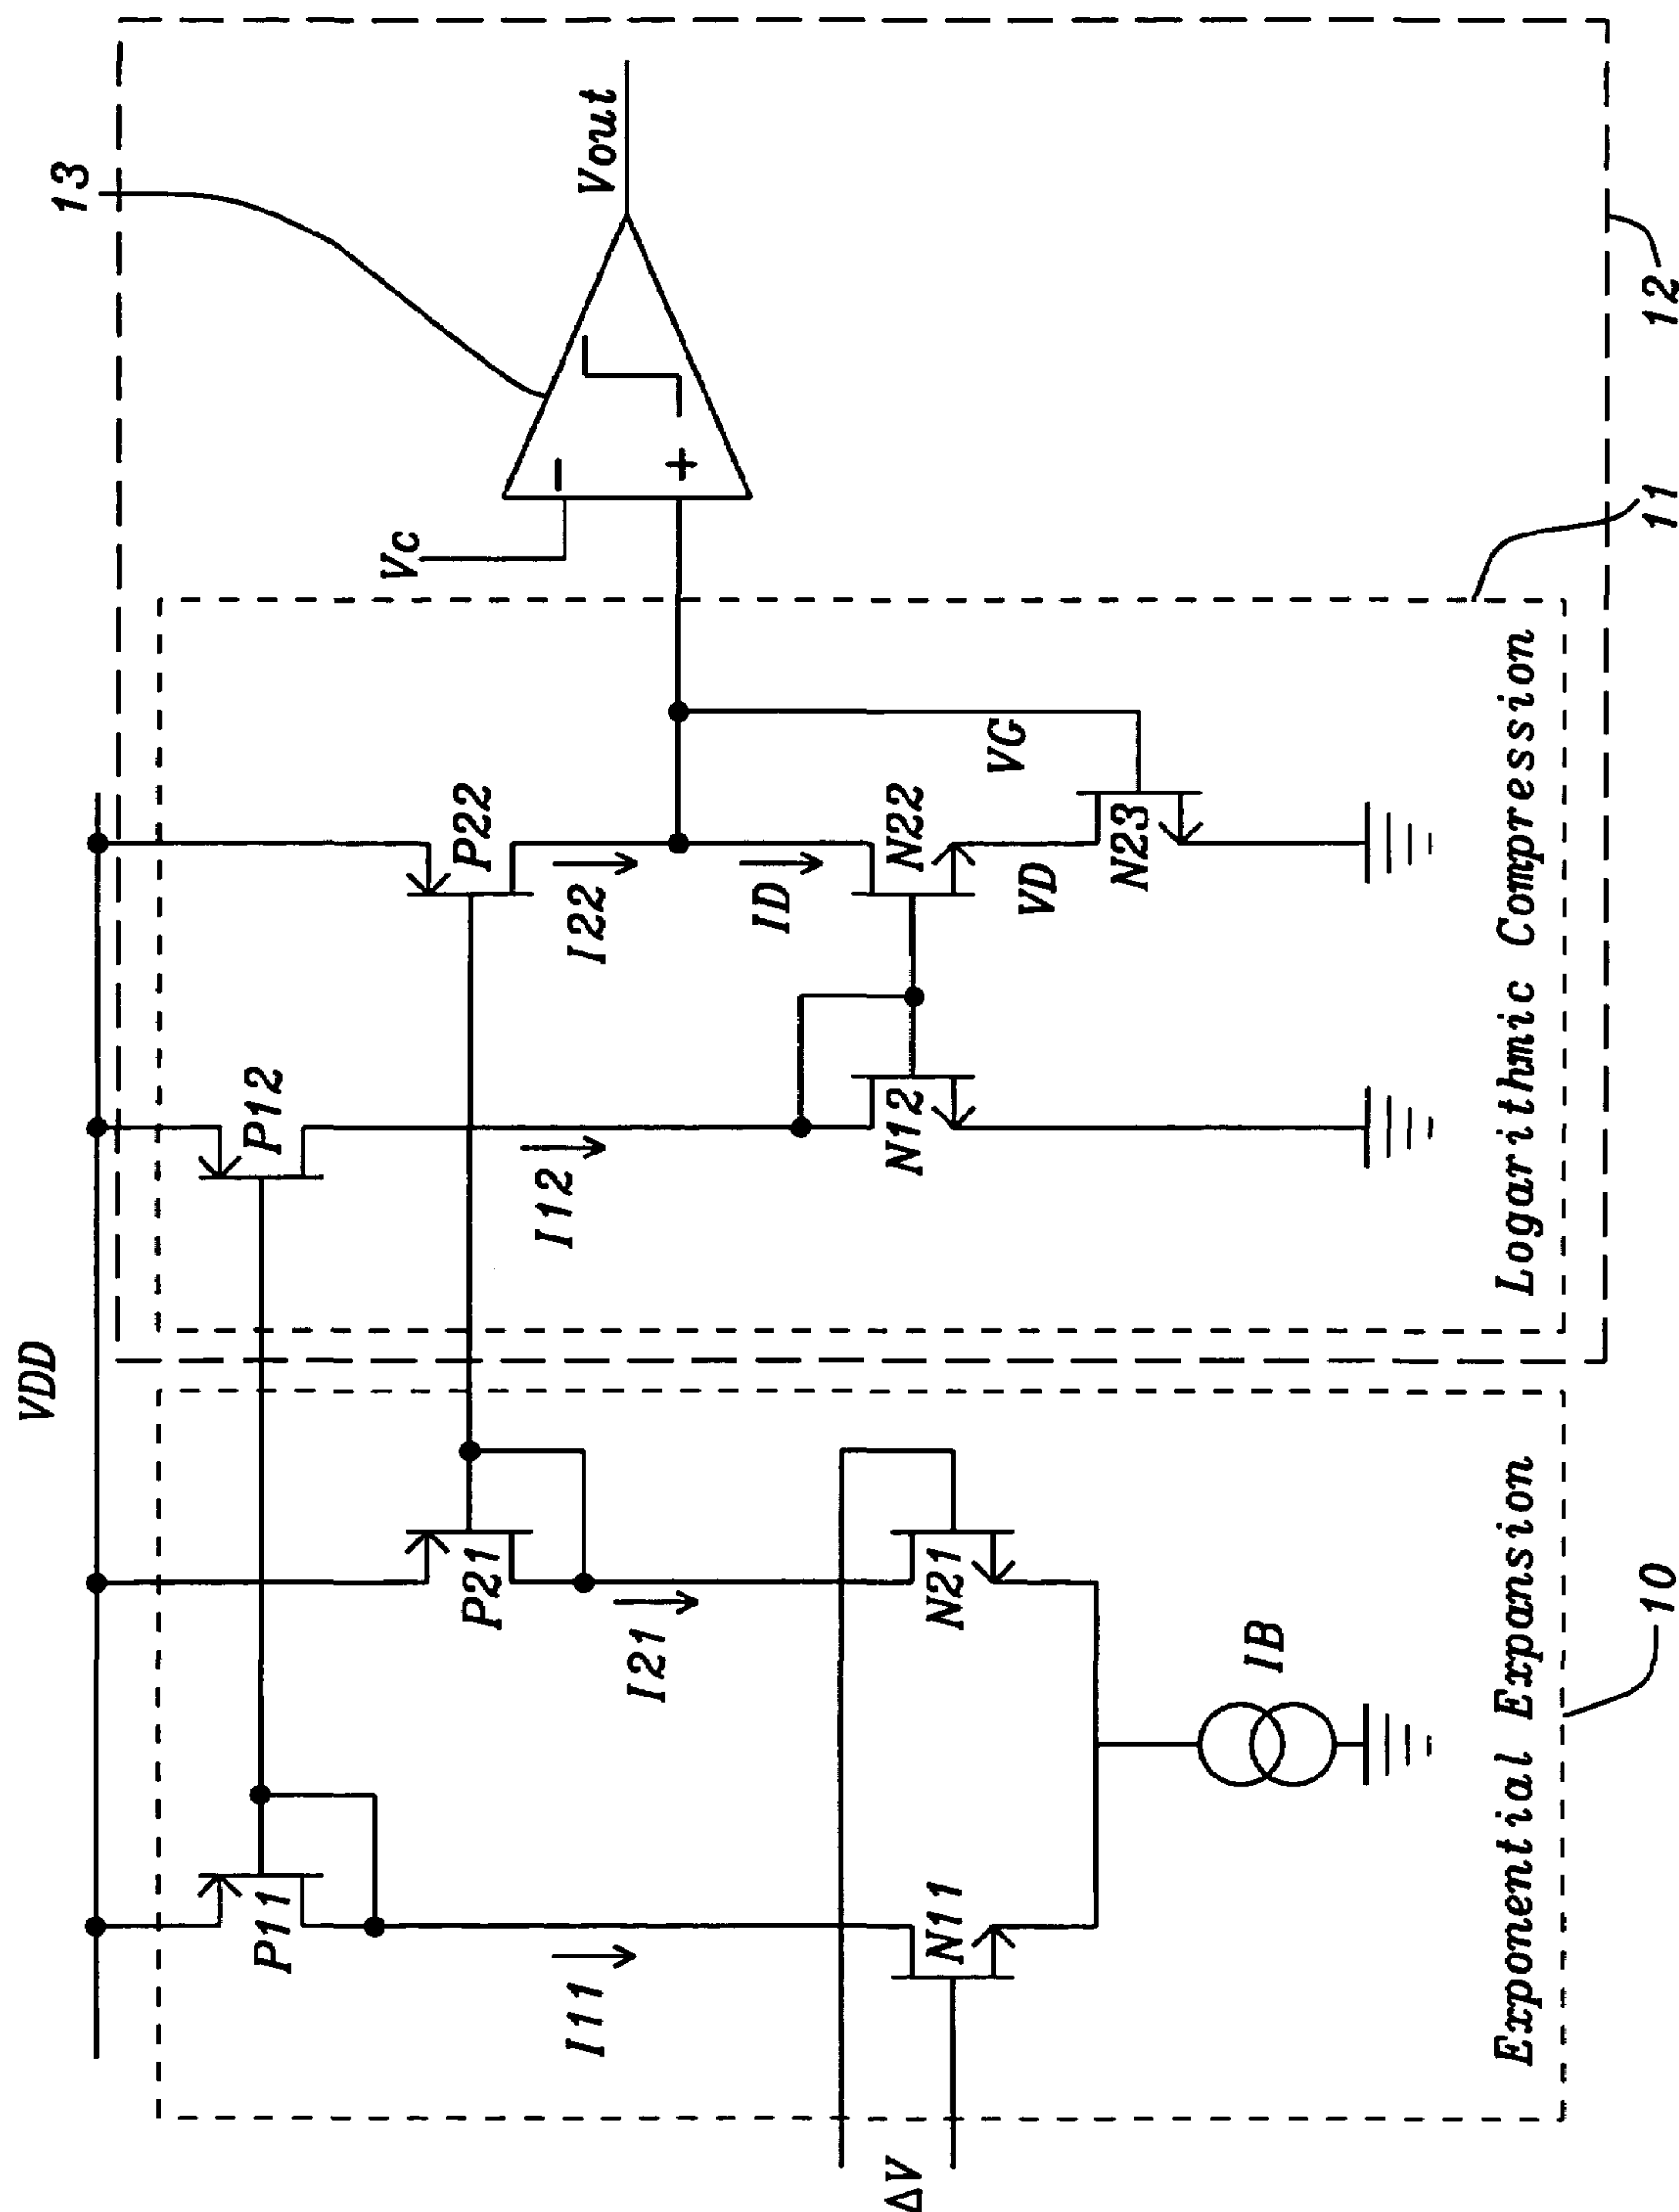 VDD
13
P11
P12
P21
P22
Vc
Vout
-
+
I11
I21
I12
I22
ID
ΔV
N11
N21
N12
N22
VD
VG
N23
IB
Exponential Expansion
Logarithmic Compression
10
11
12